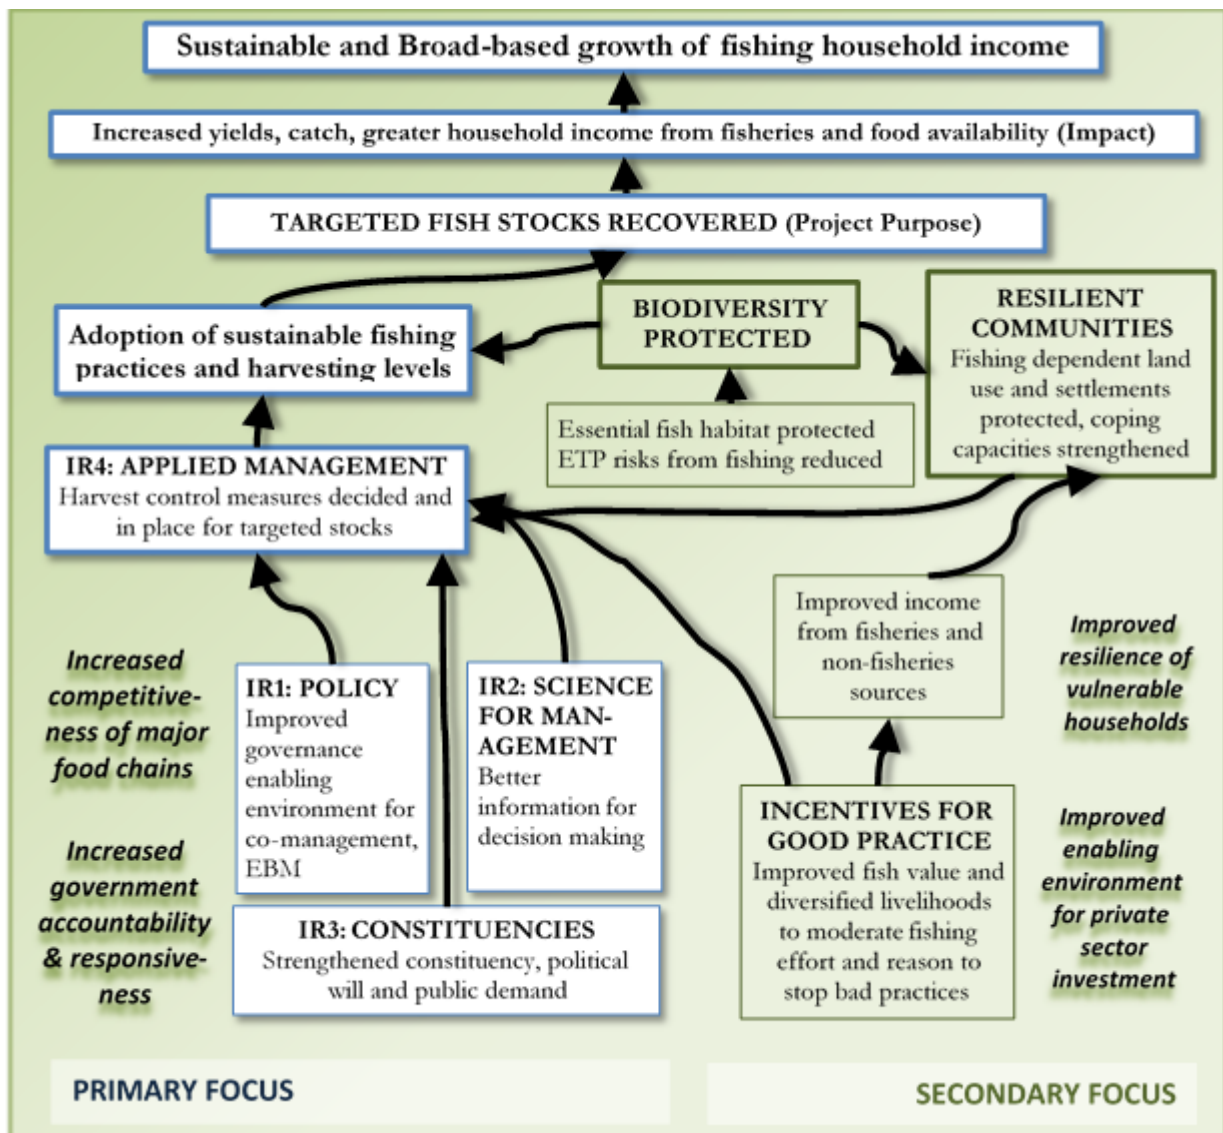 Sustainable and Broad-based growth of fishing household income
Increased yields, catch, greater household income from fisheries and food availability (Impact)
TARGETED FISH STOCKS RECOVERED (Project Purpose)
Adoption of sustainable fishing
practices and harvesting levels
BIODIVERSITY
PROTECTED
RESILIENT
COMMUNITIES
Fishing dependent land
use and settlements
protected, coping
capacities strengthened
Essential fish habitat protected
ETP risks from fishing reduced
IR4: APPLIED MANAGEMENT
Harvest control measures decided and
in place for targeted stocks
Improved income
from fisheries and
non-fisheries
sources
Improved
resilience of
vulnerable
households
Increased
competitive-
ness of major
food chains
IR1: POLICY
Improved
governance
enabling
environment for
co-management,
EBM
IR2: SCIENCE
FOR MAN-
AGEMENT
Better
information for
decision making
INCENTIVES FOR
GOOD PRACTICE
Improved fish value and
diversified livelihoods
to moderate fishing
effort and reason to
stop bad practices
Improved
enabling
environment
for private
sector
investment
Increased
government
accountability
& responsive-
ness
IR3: CONSTITUENCIES
Strengthened constituency, political
will and public demand
PRIMARY FOCUS
SECONDARY FOCUS